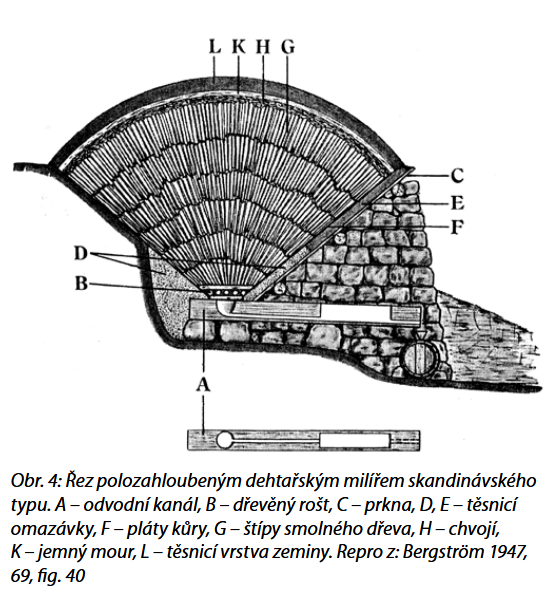 L K H G
C
E
F
D
B
A
Obr. 4: Řez polozahloubeným dehtařským milířem skandinávského
typu. A – odvodní kanál, B – dřevěný rošt, C – prkna, D, E – těsnicí
omazávky, F – pláty kůry, G – štípy smolného dřeva, H – chvojí,
K – jemný mour, L – těsnicí vrstva zeminy. Repro z: Bergström 1947,
69, fig. 40